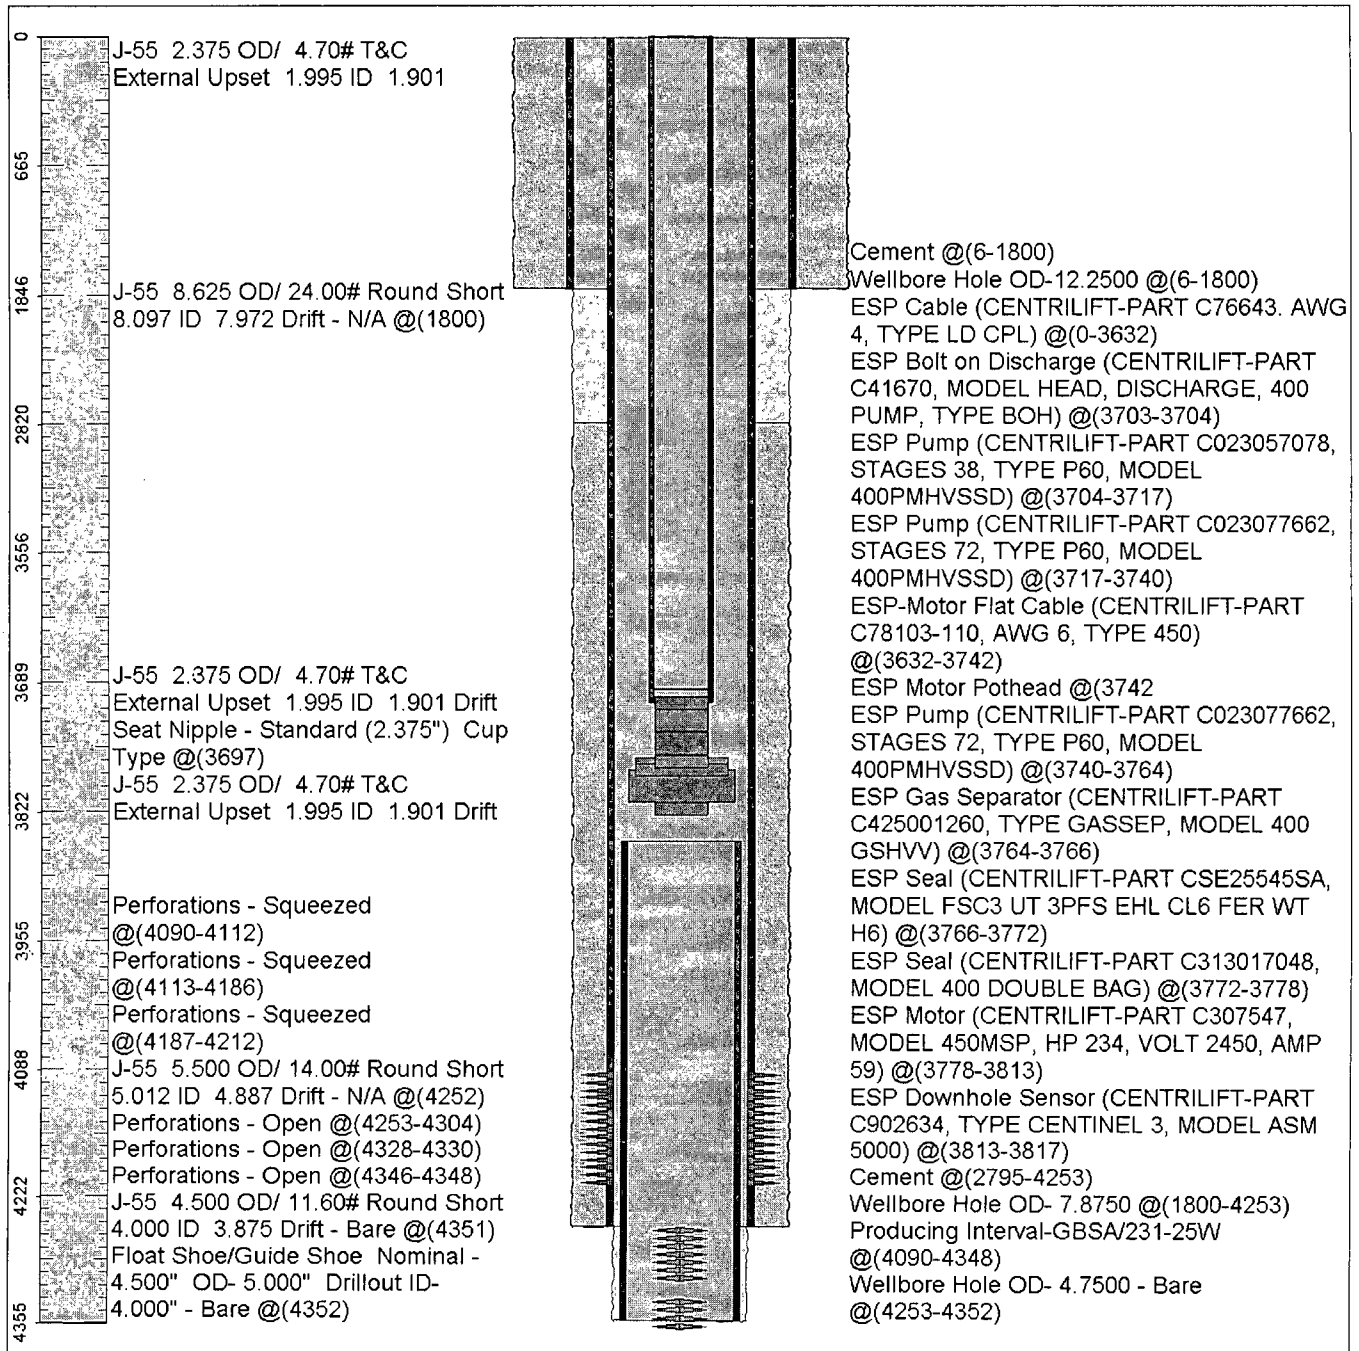 0
665
1846
2820
3556
3689
3822
3955
4088
4222
4355
J-55 2.375 OD/ 4.70# T&C
External Upset 1.995 ID 1.901
J-55 8.625 OD/ 24.00# Round Short
8.097 ID 7.972 Drift - N/A @(1800)
J-55 2.375 OD/ 4.70# T&C
External Upset 1.995 ID 1.901 Drift
Seat Nipple - Standard (2.375") Cup
Type @(3697)
J-55 2.375 OD/ 4.70# T&C
External Upset 1.995 ID 1.901 Drift
Perforations - Squeezed
@(4090-4112)
Perforations - Squeezed
@(4113-4186)
Perforations - Squeezed
@(4187-4212)
J-55 5.500 OD/ 14.00# Round Short
5.012 ID 4.887 Drift - N/A @(4252)
Perforations - Open @(4253-4304)
Perforations - Open @(4328-4330)
Perforations - Open @(4346-4348)
J-55 4.500 OD/ 11.60# Round Short
4.000 ID 3.875 Drift - Bare @(4351)
Float Shoe/Guide Shoe Nominal -
4.500" OD- 5.000" Drillout ID-
4.000" - Bare @(4352)
Cement @(6-1800)
Wellbore Hole OD-12.2500 @(6-1800)
ESP Cable (CENTRILIFT-PART C76643. AWG
4, TYPE LD CPL) @(0-3632)
ESP Bolt on Discharge (CENTRILIFT-PART
C41670, MODEL HEAD, DISCHARGE, 400
PUMP, TYPE BOH) @(3703-3704)
ESP Pump (CENTRILIFT-PART C023057078,
STAGES 38, TYPE P60, MODEL
400PMHVSSD) @(3704-3717)
ESP Pump (CENTRILIFT-PART C023077662,
STAGES 72, TYPE P60, MODEL
400PMHVSSD) @(3717-3740)
ESP-Motor Flat Cable (CENTRILIFT-PART
C78103-110, AWG 6, TYPE 450)
@(3632-3742)
ESP Motor Pothead @(3742
ESP Pump (CENTRILIFT-PART C023077662,
STAGES 72, TYPE P60, MODEL
400PMHVSSD) @(3740-3764)
ESP Gas Separator (CENTRILIFT-PART
C425001260, TYPE GASSEP, MODEL 400
GSHVV) @(3764-3766)
ESP Seal (CENTRILIFT-PART CSE25545SA,
MODEL FSC3 UT 3PFS EHL CL6 FER WT
H6) @(3766-3772)
ESP Seal (CENTRILIFT-PART C313017048,
MODEL 400 DOUBLE BAG) @(3772-3778)
ESP Motor (CENTRILIFT-PART C307547,
MODEL 450MSP, HP 234, VOLT 2450, AMP
59) @(3778-3813)
ESP Downhole Sensor (CENTRILIFT-PART
C902634, TYPE CENTINEL 3, MODEL ASM
5000) @(3813-3817)
Cement @(2795-4253)
Wellbore Hole OD- 7.8750 @(1800-4253)
Producing Interval-GBSA/231-25W
@(4090-4348)
Wellbore Hole OD- 4.7500 - Bare
@(4253-4352)